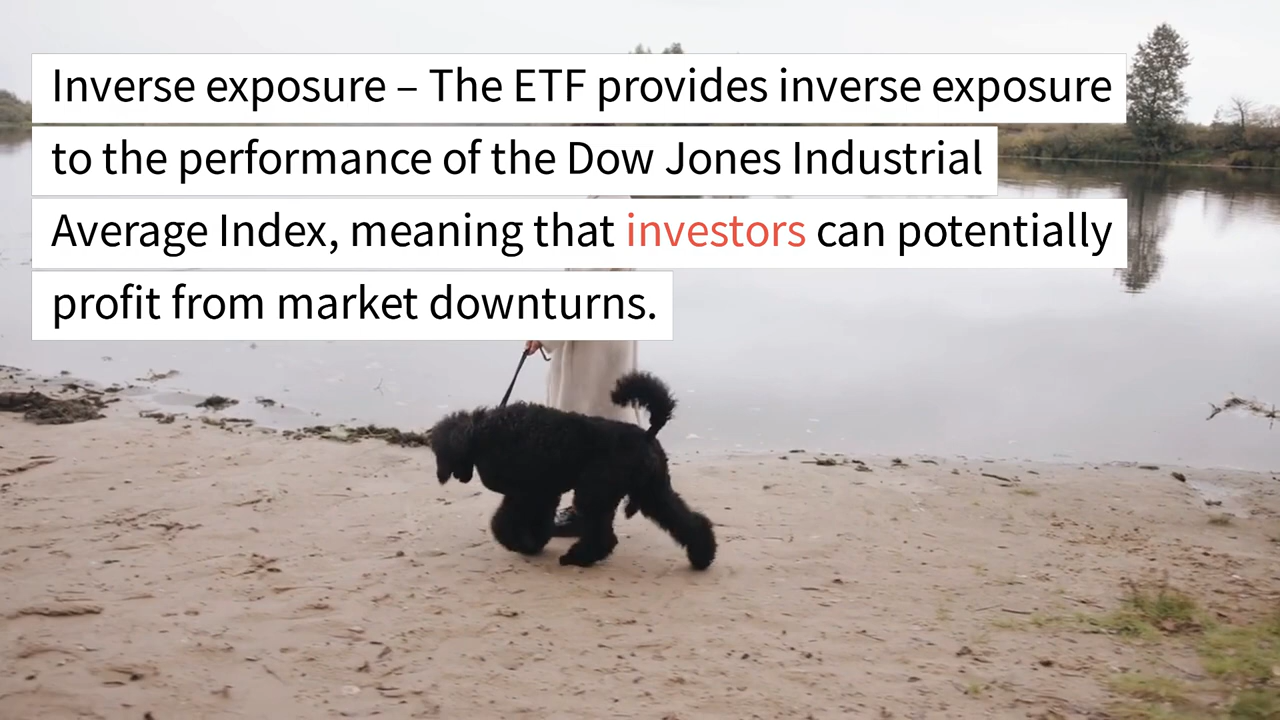 Inverse exposure – The ETF provides inverse exposure
to the performance of the Dow Jones Industrial
Average Index, meaning that investors can potentially
profit from market downturns.